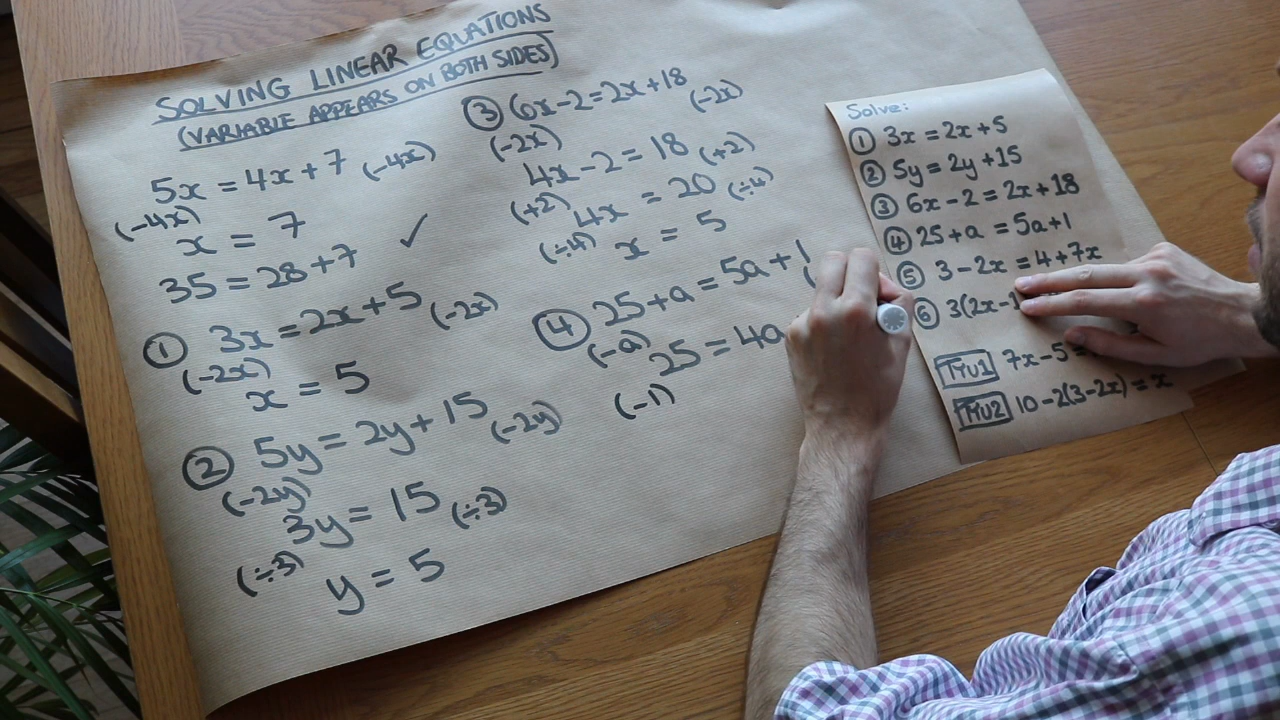 SOLVING LINEAR EQUATIONS
(VARIABLE APPEARS ON BOTH SIDES)
5x = 4x + 7 (-4x)
(-4x)
x = 7
35 = 28 + 7 ✓
① 3x = 2x + 5 (-2x)
(-2x)
x = 5
② 5y = 2y + 15 (-2y)
(-2y)
3y = 15 (÷3)
(÷3)
y = 5
③ 6x - 2 = 2x + 18 (-2x)
(-2x)
4x - 2 = 18 (+2)
(+2) 4x = 20 (÷4)
(÷4) x = 5
④ 25 + a = 5a + 1
(-a)
25 = 4a
(-1)
Solve:
① 3x = 2x + 5
② 5y = 2y + 15
③ 6x - 2 = 2x + 18
④ 25 + a = 5a + 1
⑤ 3 - 2x = 4 + 7x
⑥ 3(2x - 1
TYU1 7x - 5 =
TYU2 10 - 2(3 - 2x) = x